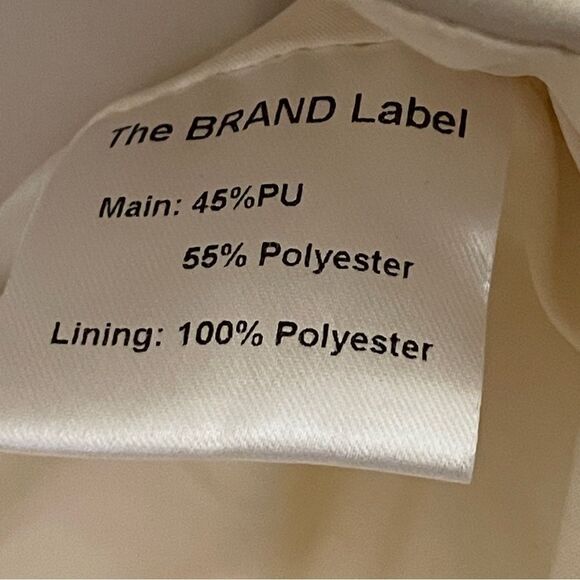 The BRAND Label
Main: 45%PU
55% Polyester
Lining: 100% Polyester